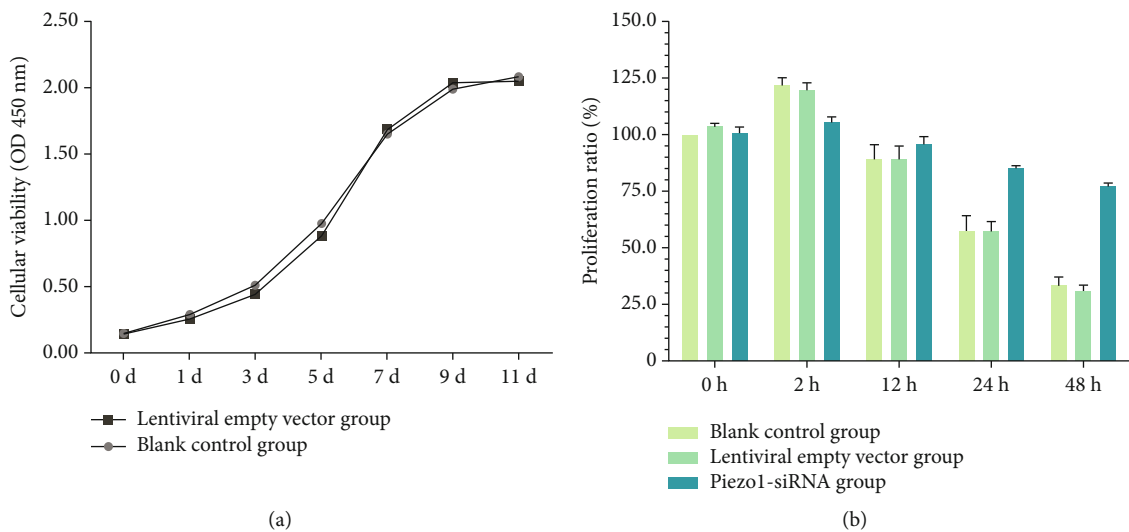 2.50
2.00
1.50
1.00
0.50
0.00
Cellular viability (OD 450 nm)
0 d 1 d 3 d 5 d 7 d 9 d 11 d
Lentiviral empty vector group
Blank control group
(a)
150.0
125.0
100.0
75.0
50.0
25.0
0
Proliferation ratio (%)
0 h 2 h 12 h 24 h 48 h
Blank control group
Lentiviral empty vector group
Piezo1-siRNA group
(b)